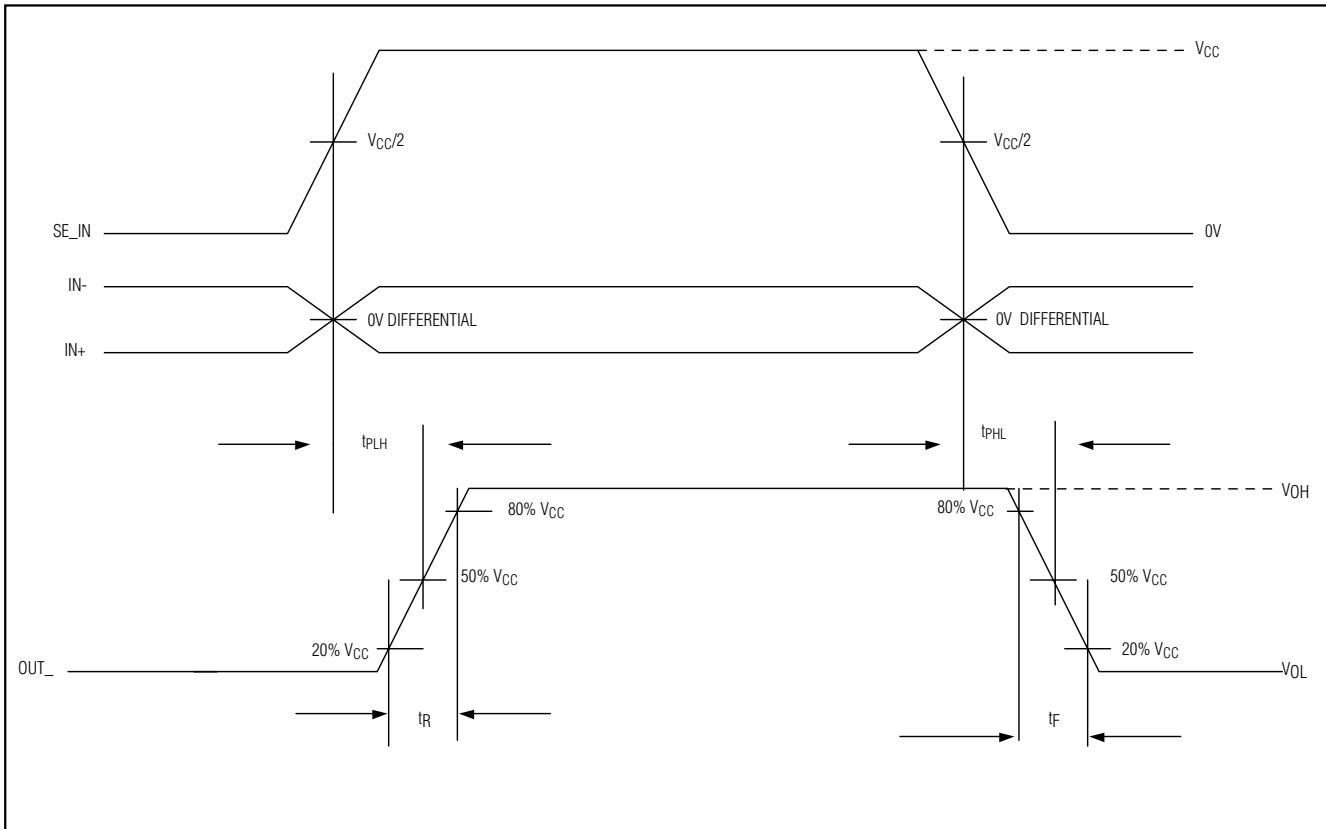 VCC
VCC/2
VCC/2
SE_IN
0V
IN-
0V DIFFERENTIAL
0V DIFFERENTIAL
IN+
tPLH
tPHL
VOH
80% VCC
80% VCC
50% VCC
50% VCC
20% VCC
20% VCC
OUT_
VOL
tR
tF